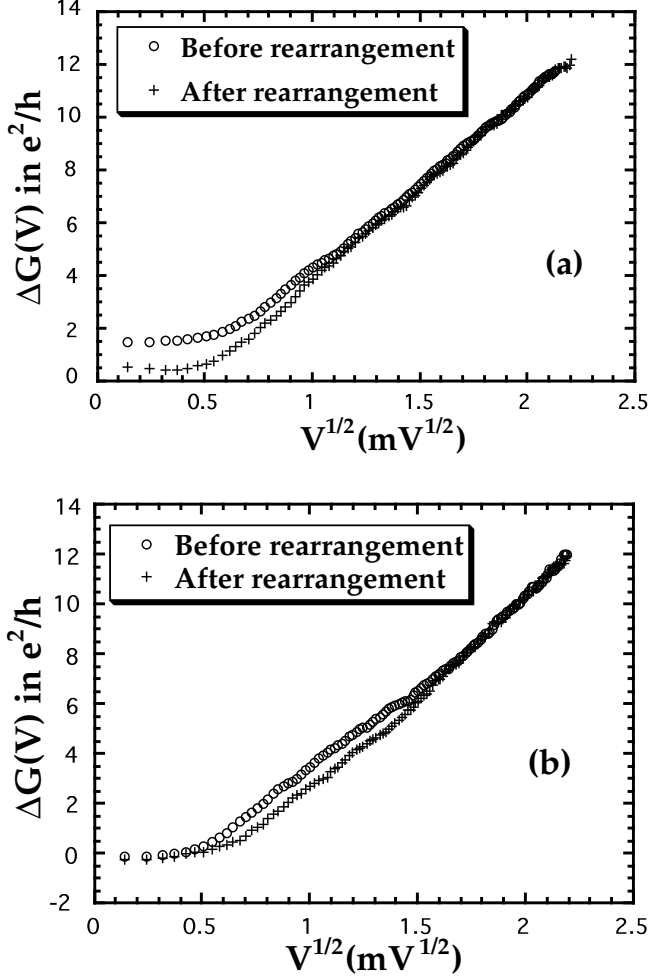 14
12
10
8
6
4
2
0
ΔG(V) in e²/h
Before rearrangement
After rearrangement
(a)
0 0.5 1 1.5 2 2.5
V^1/2(mV^1/2)
14
12
10
8
6
4
2
0
-2
ΔG(V) in e²/h
Before rearrangement
After rearrangement
(b)
0 0.5 1 1.5 2 2.5
V^1/2(mV^1/2)